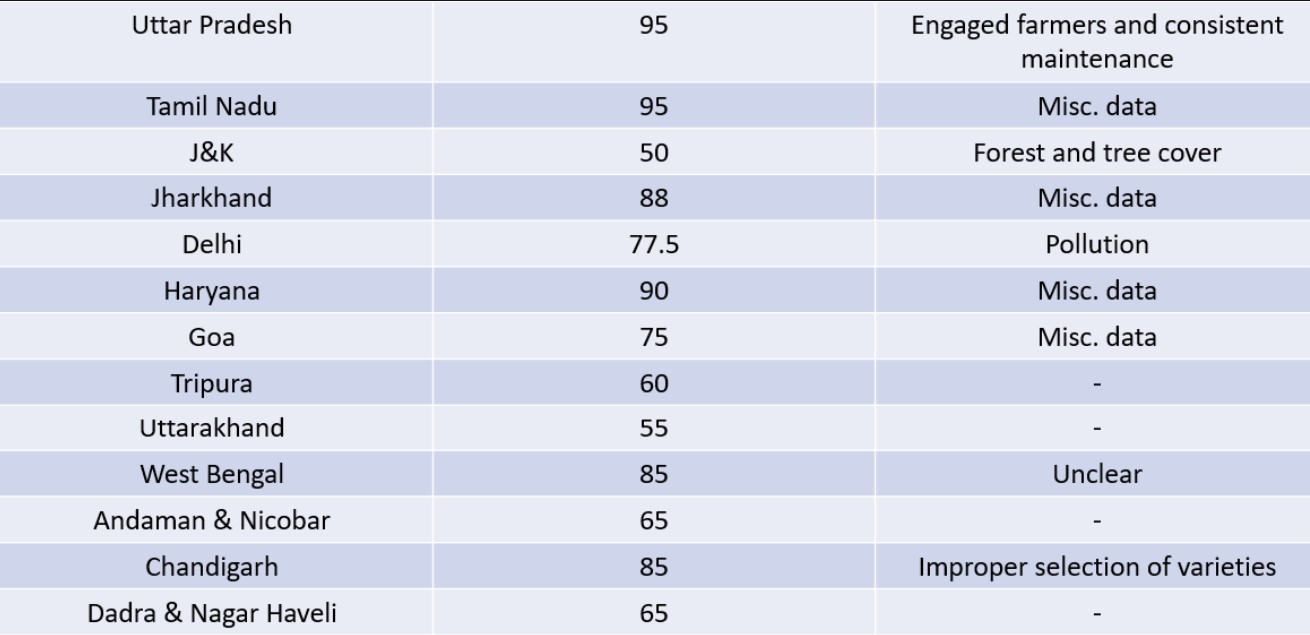 Uttar Pradesh 95 Engaged farmers and consistent
maintenance
Tamil Nadu 95 Misc. data
J&K 50 Forest and tree cover
Jharkhand 88 Misc. data
Delhi 77.5 Pollution
Haryana 90 Misc. data
Goa 75 Misc. data
Tripura 60 -
Uttarakhand 55 -
West Bengal 85 Unclear
Andaman & Nicobar 65 -
Chandigarh 85 Improper selection of varieties
Dadra & Nagar Haveli 65 -